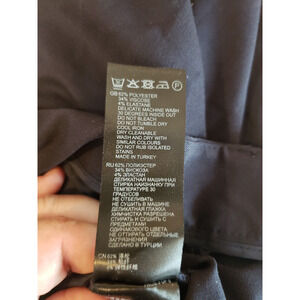 GB 62% POLYESTER
34% VISCOSE
4% ELASTANE
DELICATE MACHINE WASH
30 DEGREES INSIDE OUT
DO NOT BLEACH
DO NOT TUMBLE DRY
COOL IRON
DRY CLEANABLE
WASH AND DRY WITH
SIMILAR COLOURS
DO NOT RUB ISOLATED
STAINS
MADE IN TURKEY
RU 62% ПОЛИЭСТЕР
34% ВИСКОЗА
4% ЭЛАСТАН
ДЕЛИКАТНАЯ МАШИННАЯ
СТИРКА НАИЗНАНКУ ПРИ
ТЕМПЕРАТУРЕ 30
ГРАДУСОВ
НЕ ОТБЕЛИВАТЬ
НЕ СУШИТЬ В МАШИНЕ
ДЕЛИКАТНАЯ ГЛАЖКА
ХИМЧИСТКА РАЗРЕШЕНА
СТИРАТЬ И СУШИТЬ С
ПРЕДМЕТАМИ
ОДИНАКОВОГО ЦВЕТА
НЕ ОТТИРАТЬ ОТДЕЛЬНЫЕ
ЗАГРЯЗНЕНИЯ
СДЕЛАНО В ТУРЦИИ
CN 62%